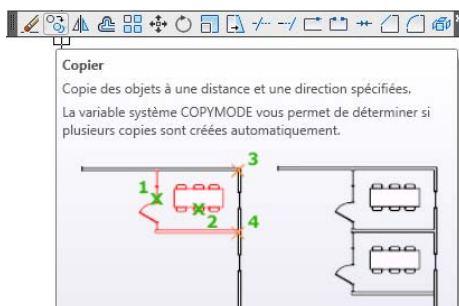 Copier
Copie des objets à une distance et une direction spécifiées.
La variable système COPYMODE vous permet de déterminer si
plusieurs copies sont créées automatiquement.
3
1
2
4